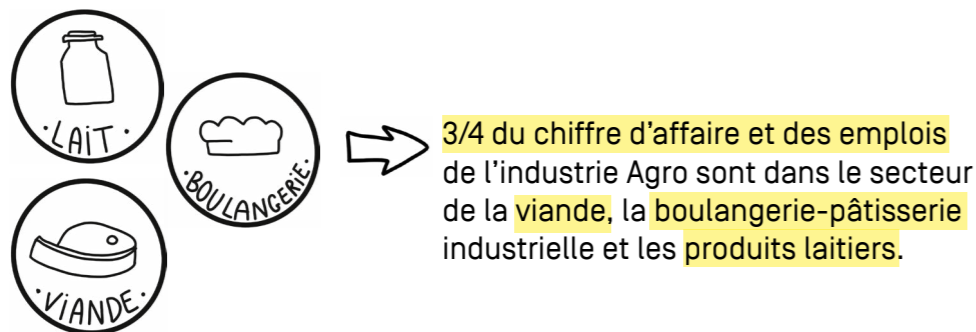 ·LAIT·
·BOULANGERIE·
·VIANDE·
3/4 du chiffre d'affaire et des emplois
de l'industrie Agro sont dans le secteur
de la viande, la boulangerie-pâtisserie
industrielle et les produits laitiers.